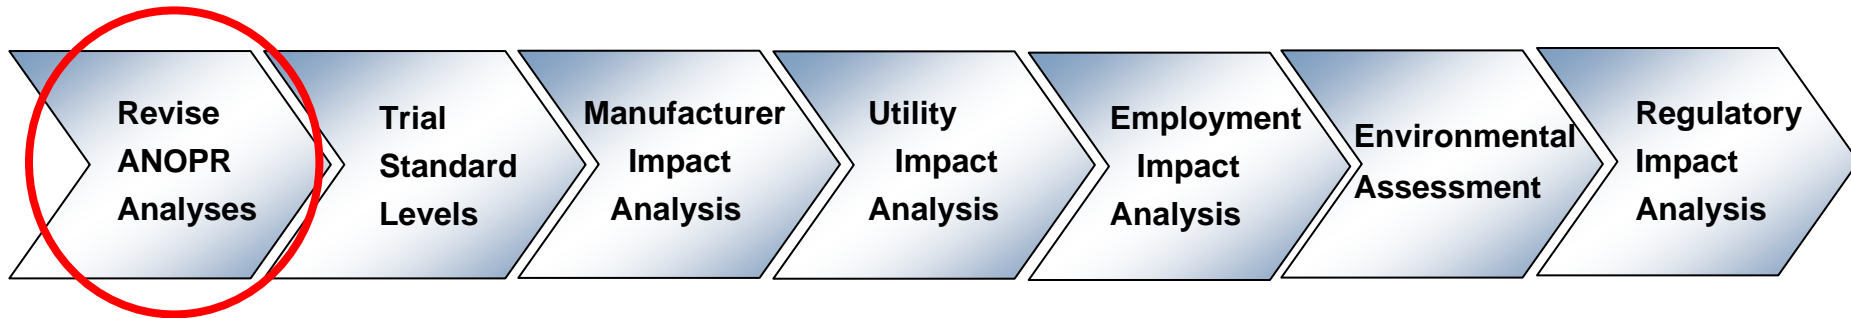 Revise
ANOPR
Analyses
Trial
Standard
Levels
Manufacturer
Impact
Analysis
Utility
Impact
Analysis
Employment
Impact
Analysis
Environmental
Assessment
Regulatory
Impact
Analysis